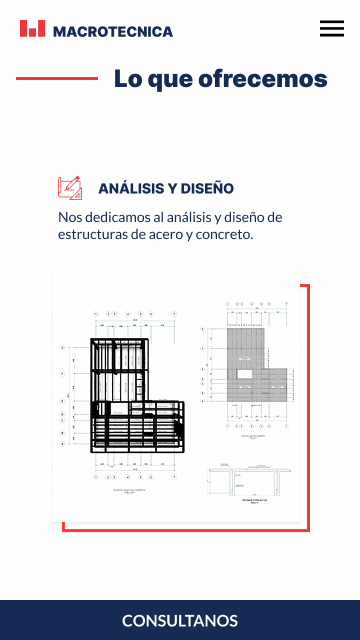 MACROTECNICA
Lo que ofrecemos
ANÁLISIS Y DISEÑO
Nos dedicamos al análisis y diseño de
estructuras de acero y concreto.
CONSULTANOS